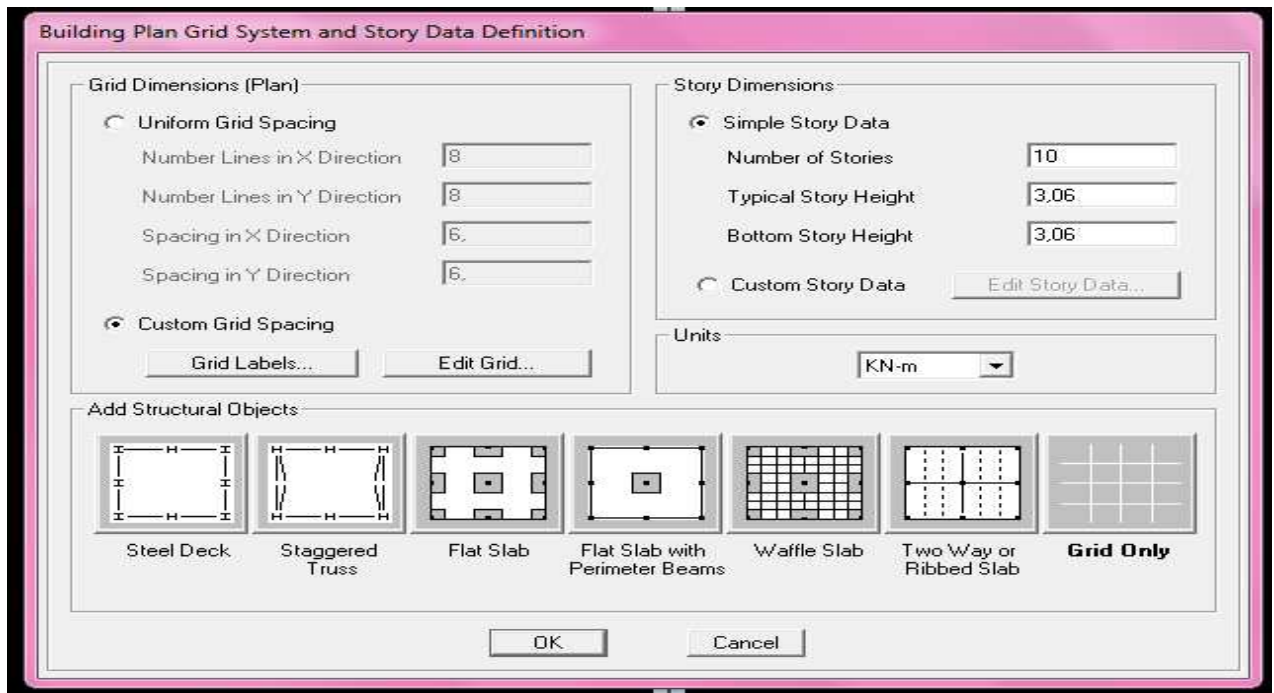 Building Plan Grid System and Story Data Definition
Grid Dimensions (Plan)
Uniform Grid Spacing
Number Lines in X Direction 8
Number Lines in Y Direction 8
Spacing in X Direction 6,
Spacing in Y Direction 6,
Custom Grid Spacing
Grid Labels... Edit Grid...
Story Dimensions
Simple Story Data
Number of Stories 10
Typical Story Height 3,06
Bottom Story Height 3,06
Custom Story Data Edit Story Data...
Units
KN-m
Add Structural Objects
Steel Deck
Staggered
Truss
Flat Slab
Flat Slab with
Perimeter Beams
Waffle Slab
Two Way or
Ribbed Slab
Grid Only
OK Cancel